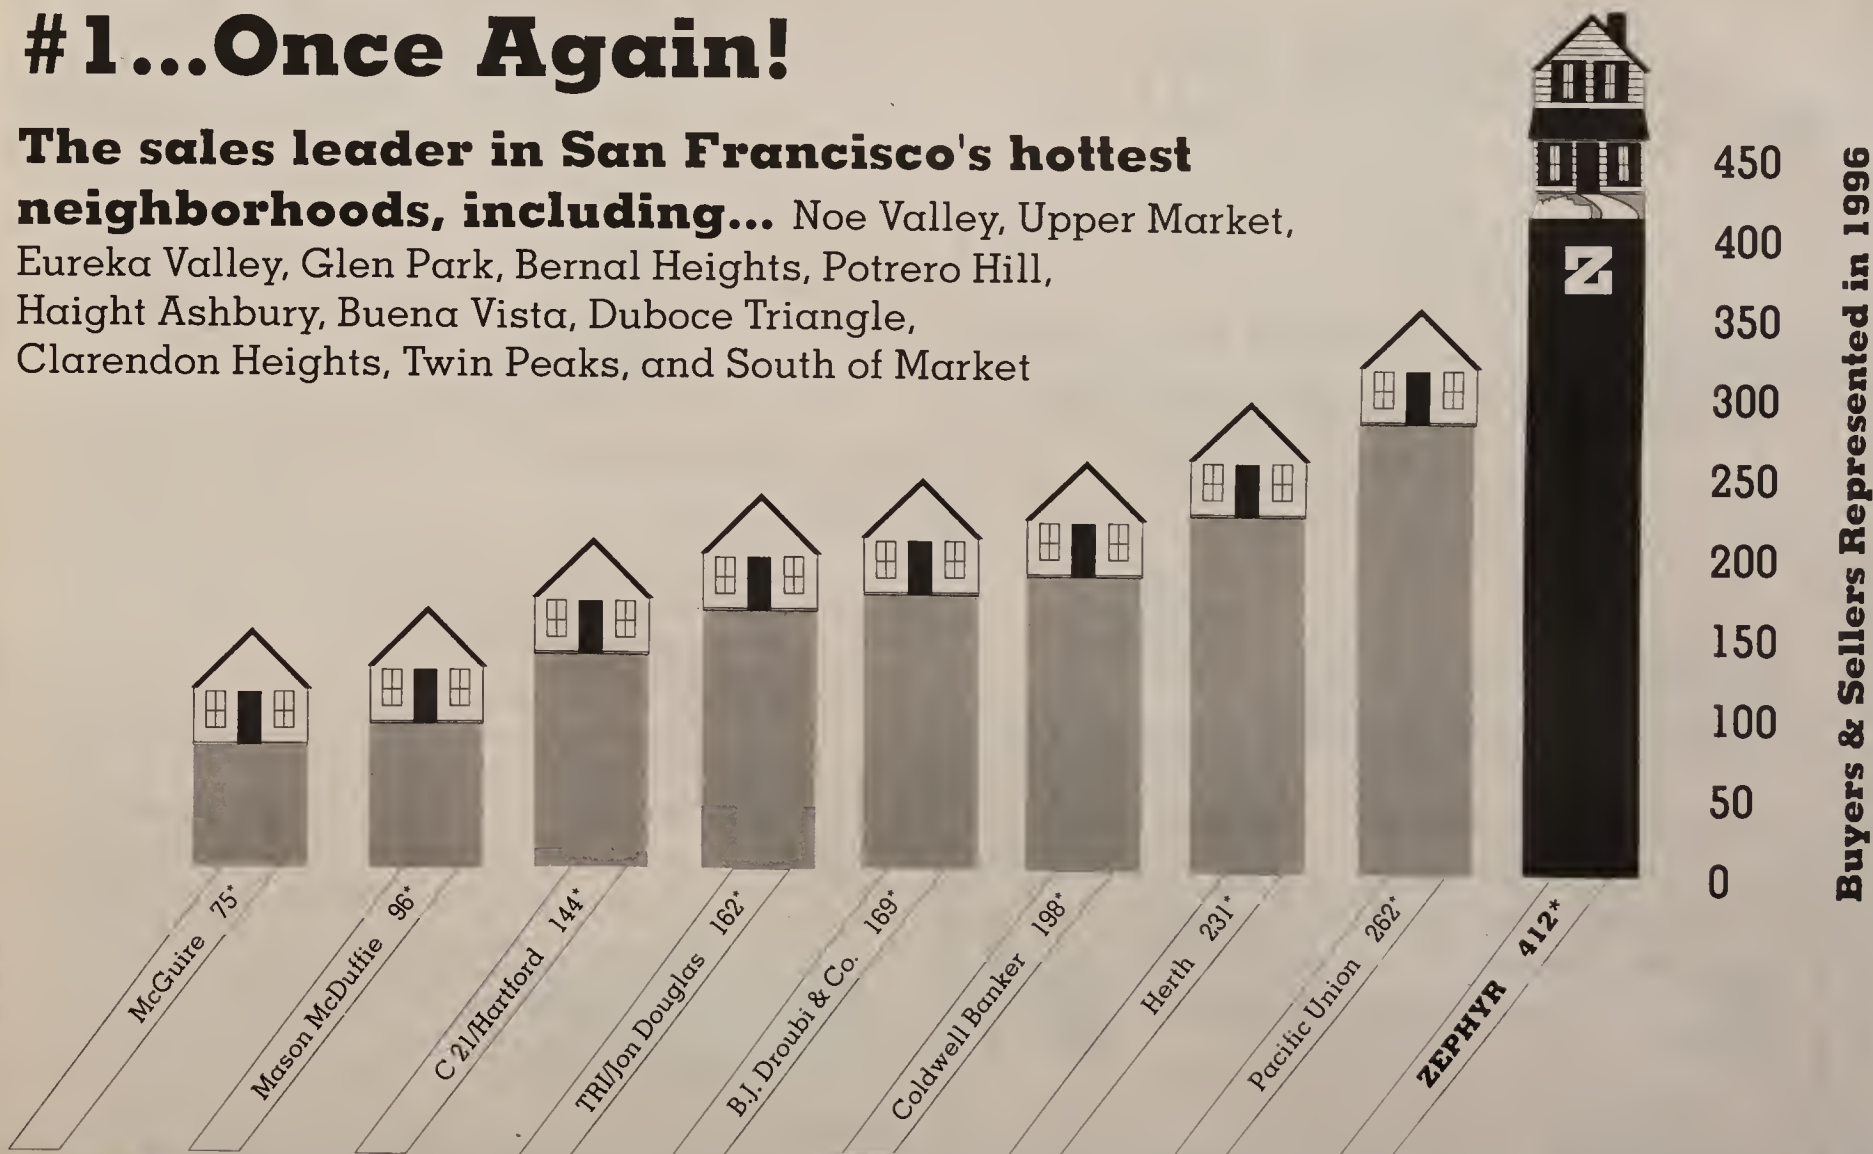 #1...Once Again!
The sales leader in San Francisco's hottest
neighborhoods, including... Noe Valley, Upper Market,
Eureka Valley, Glen Park, Bernal Heights, Potrero Hill,
Haight Ashbury, Buena Vista, Duboce Triangle,
Clarendon Heights, Twin Peaks, and South of Market
Z
450
400
350
300
250
200
150
100
50
0
Buyers & Sellers Represented in 1996
McGuire 75*
Mason McDuffie 96*
C 21/Hartford 144*
TRI/Jon Douglas 162*
B.J. Droubi & Co. 169*
Coldwell Banker 198*
Herth 231*
Pacific Union 262*
ZEPHYR 412*